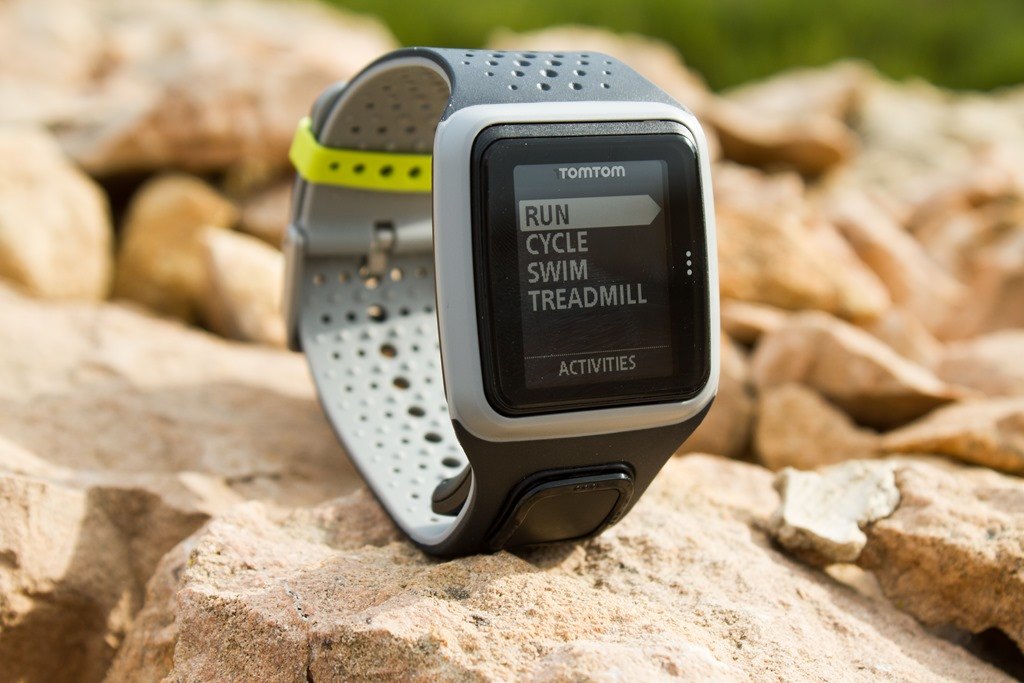 TOMTOM
RUN
CYCLE
SWIM
TREADMILL
ACTIVITIES